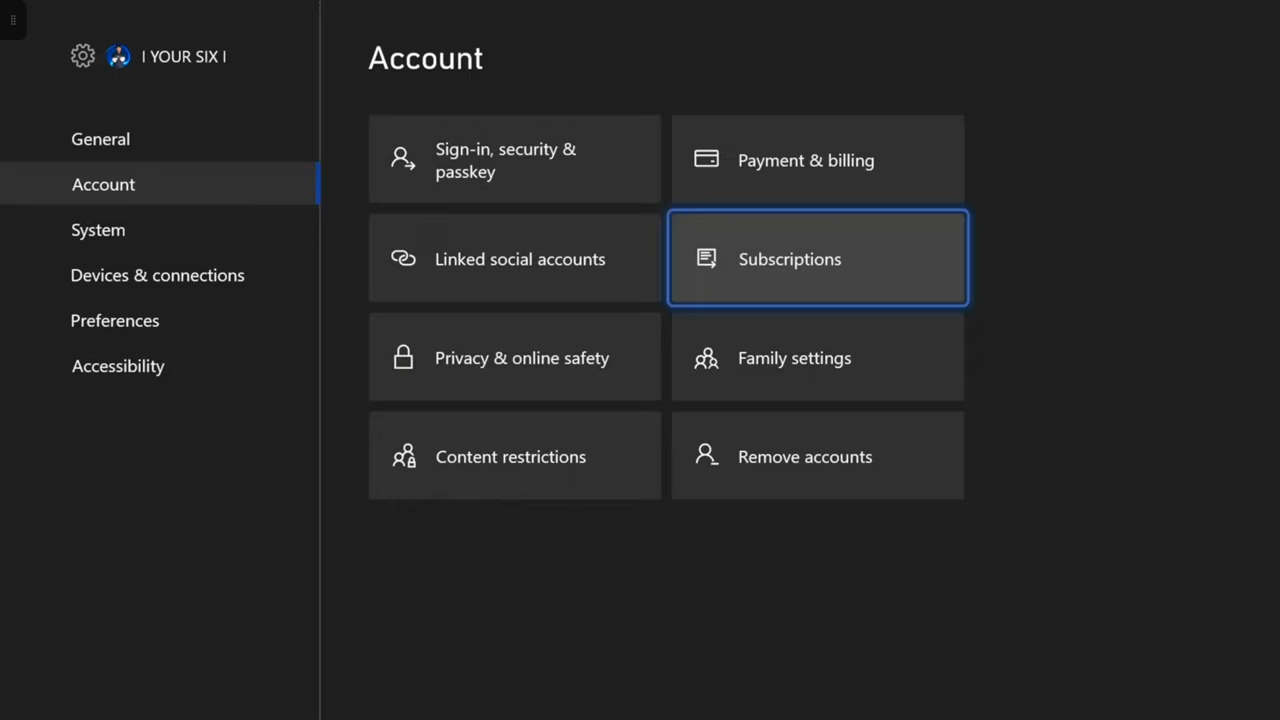 I YOUR SIX I
General
Account
System
Devices & connections
Preferences
Accessibility
Account
Sign-in, security &
passkey
Payment & billing
Linked social accounts
Subscriptions
Privacy & online safety
Family settings
Content restrictions
Remove accounts